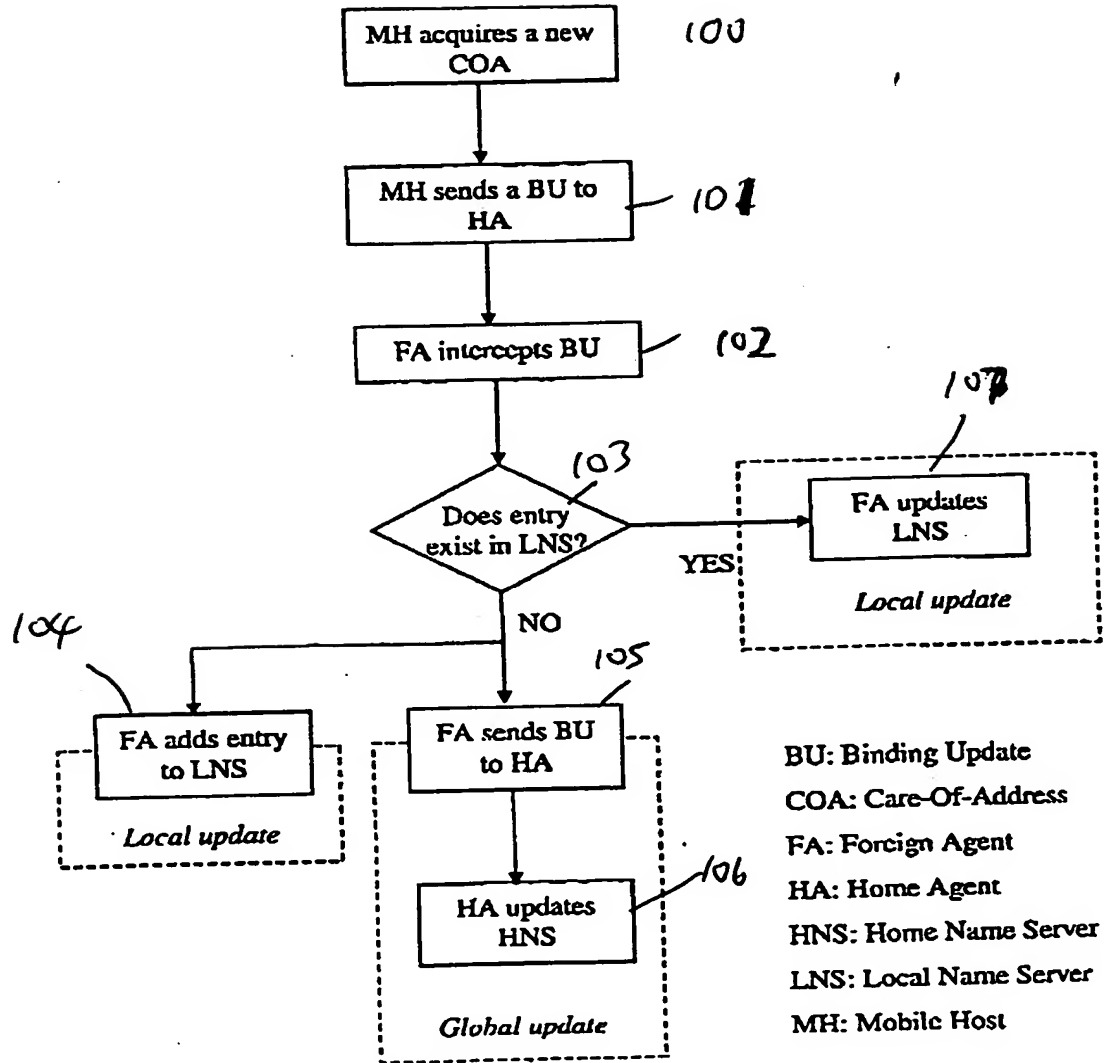 MH acquires a new
COA
100
MH sends a BU to
HA
101
FA intercepts BU
102
107
103
Does entry
exist in LNS?
YES
FA updates
LNS
Local update
NO
104
105
FA adds entry
to LNS
Local update
FA sends BU
to HA
106
HA updates
HNS
Global update
BU: Binding Update
COA: Care-Of-Address
FA: Foreign Agent
HA: Home Agent
HNS: Home Name Server
LNS: Local Name Server
MH: Mobile Host